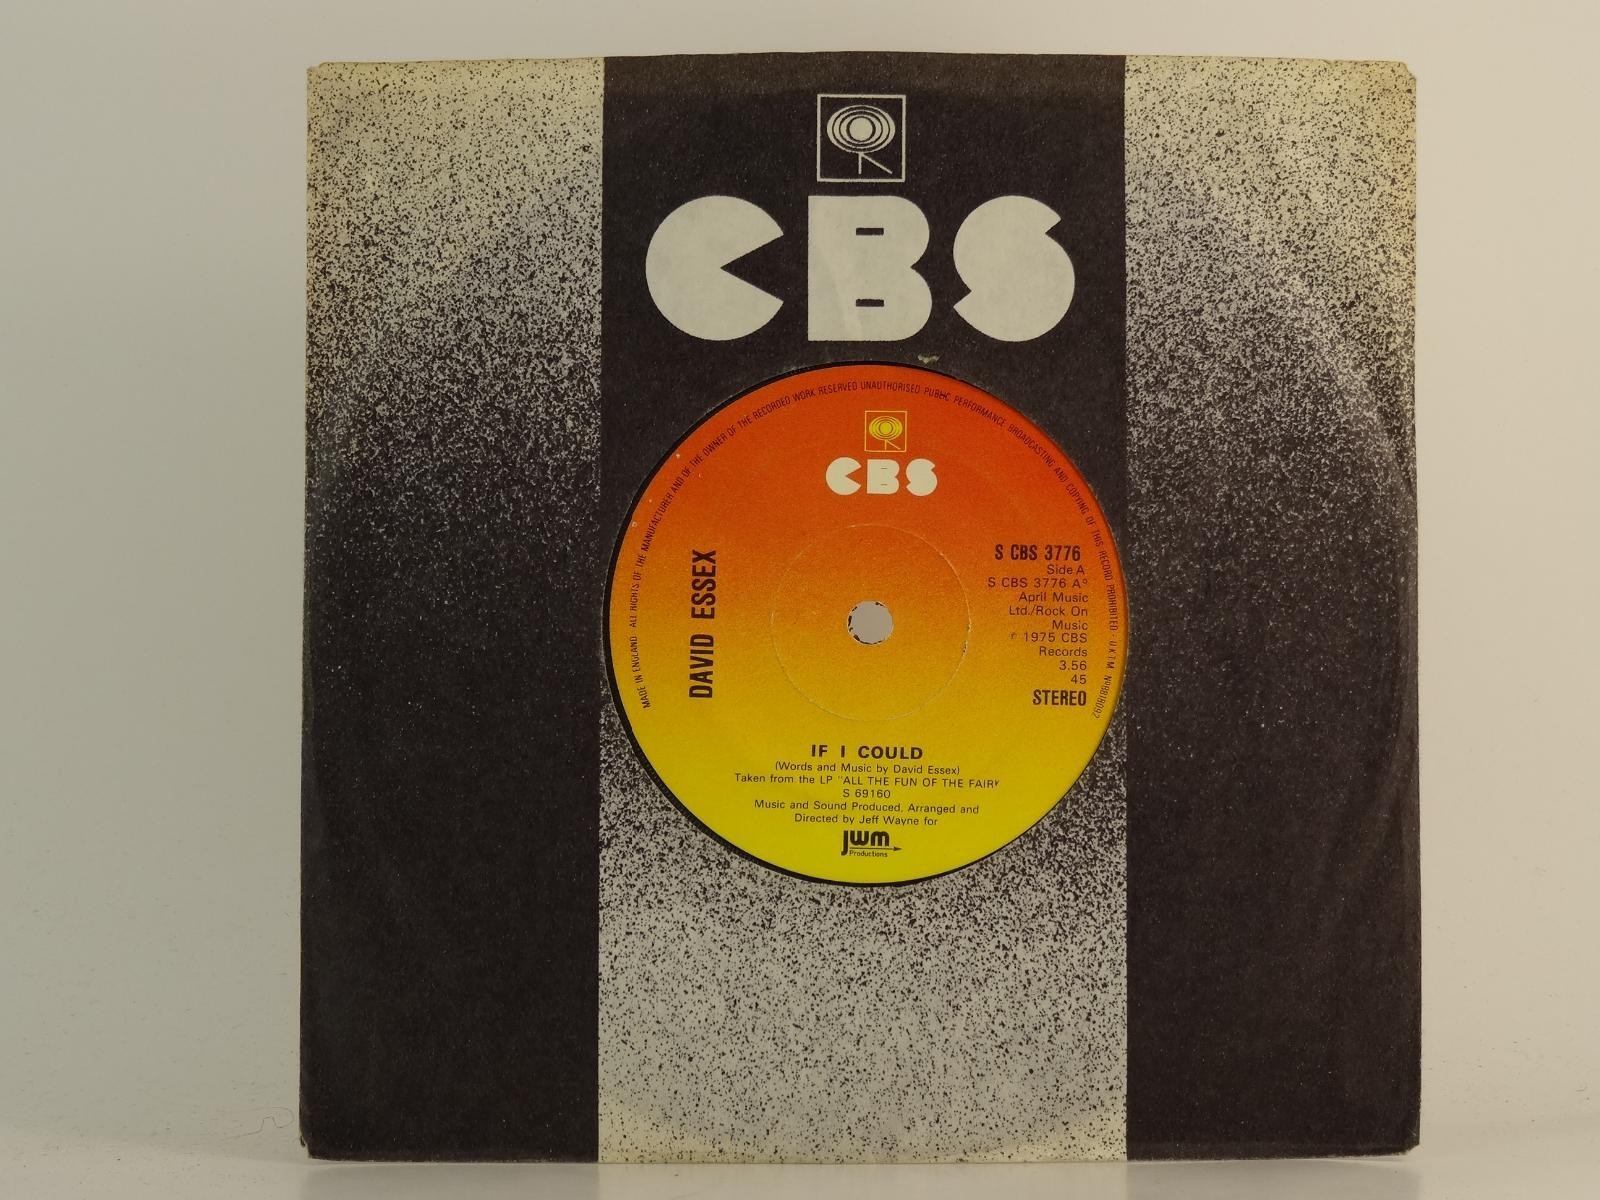 CBS
MADE IN ENGLAND ALL RIGHTS OF THE MANUFACTURER AND OF THE OWNER OF THE RECORDED WORK RESERVED UNAUTHORISED PUBLIC PERFORMANCE BROADCASTING AND COPYING OF THIS RECORD PROHIBITED - U.K.T.M. Nº 8818092
CBS
DAVID ESSEX
S CBS 3776
Side A
S CBS 3776 Aº
April Music
Ltd./Rock On
Music
℗ 1975 CBS
Records
3.56
45
STEREO
IF I COULD
(Words and Music by David Essex)
Taken from the LP "ALL THE FUN OF THE FAIR"
S 69160
Music and Sound Produced, Arranged and
Directed by Jeff Wayne for
jwm
Productions